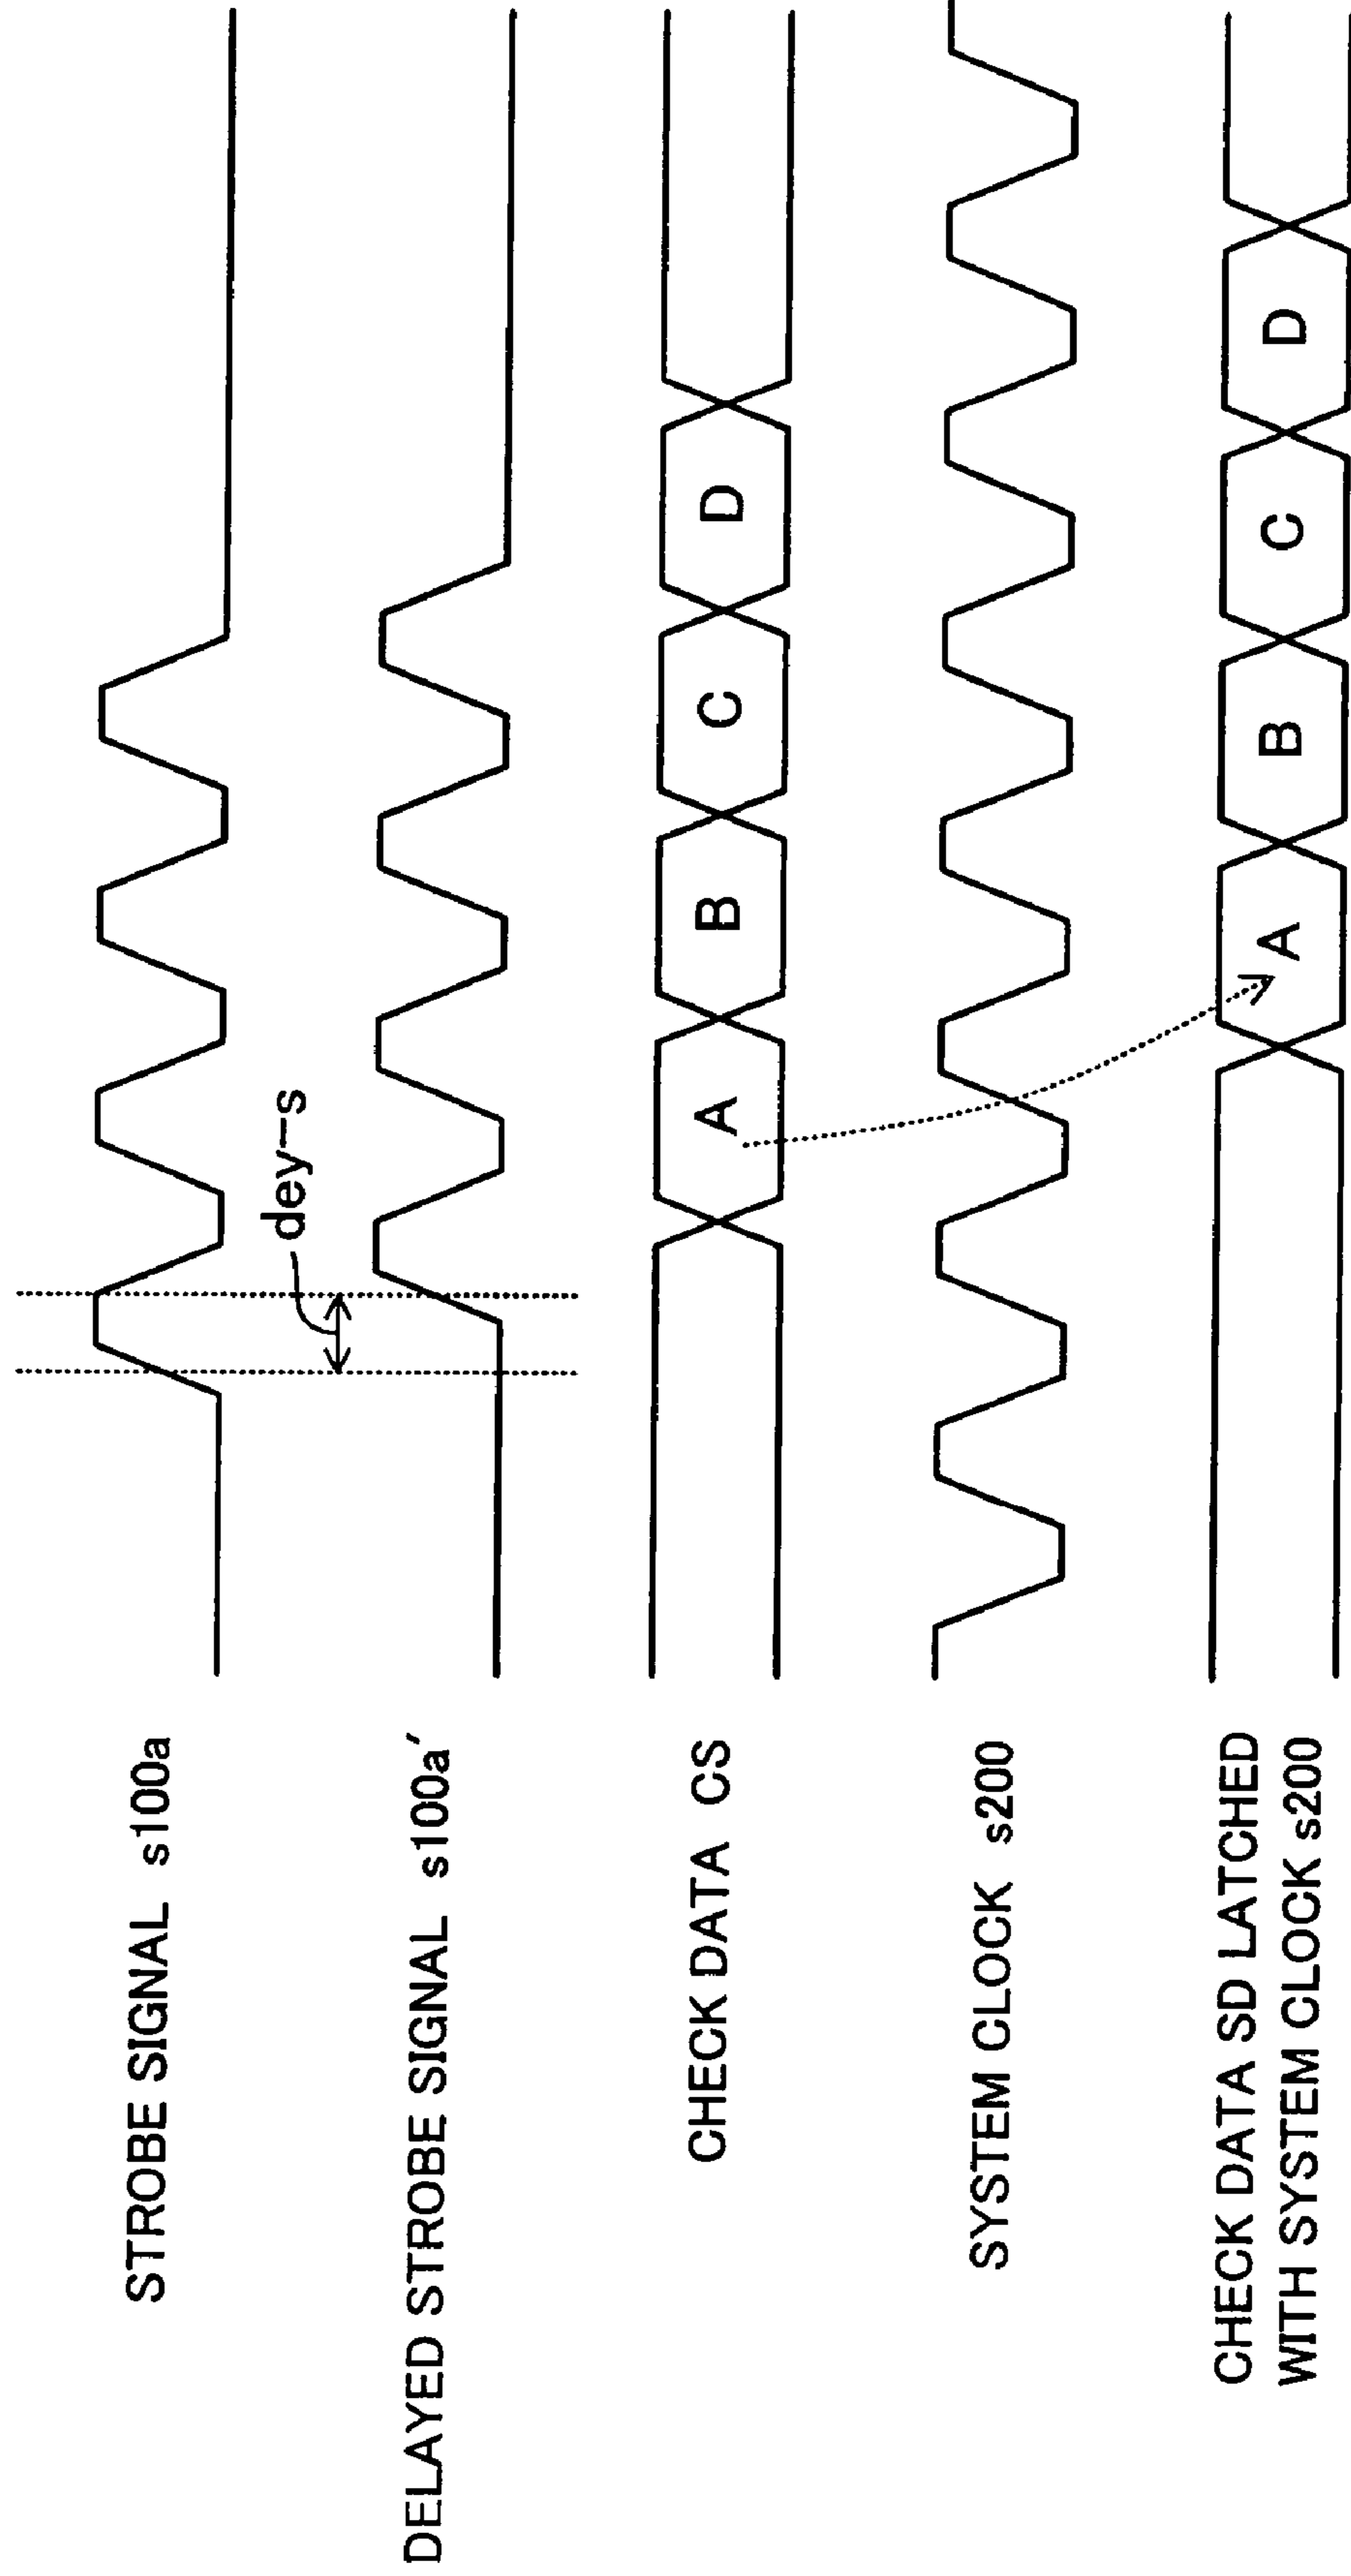 STROBE SIGNAL s100a
dey-s
DELAYED STROBE SIGNAL s100a′
CHECK DATA CS
A B C D
SYSTEM CLOCK s200
CHECK DATA SD LATCHED
WITH SYSTEM CLOCK s200
A B C D